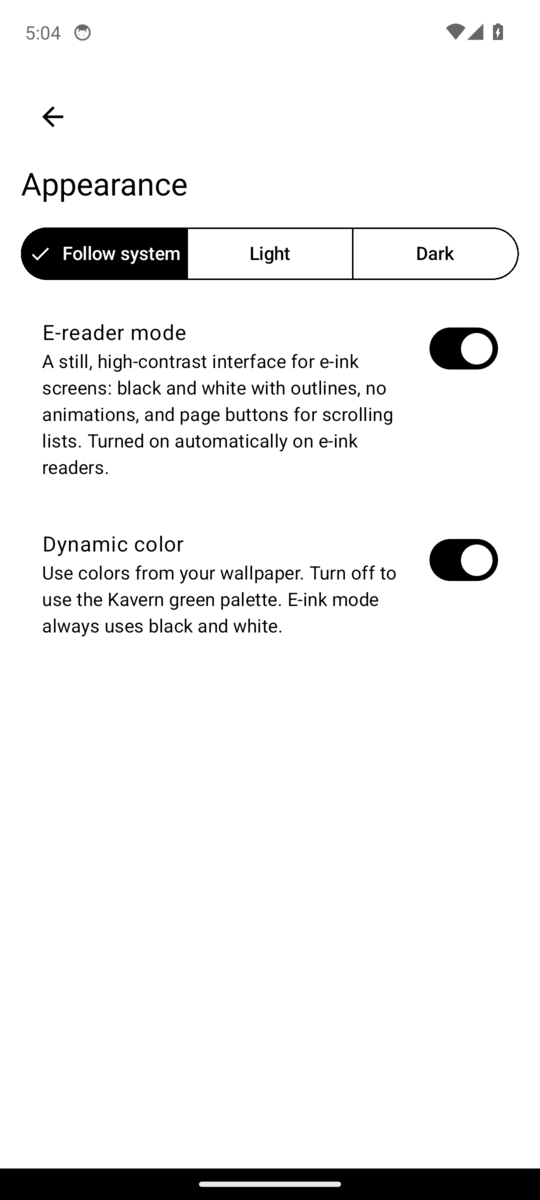 5:04
Appearance
Follow system
Light
Dark
E-reader mode
A still, high-contrast interface for e-ink
screens: black and white with outlines, no
animations, and page buttons for scrolling
lists. Turned on automatically on e-ink
readers.
Dynamic color
Use colors from your wallpaper. Turn off to
use the Kavern green palette. E-ink mode
always uses black and white.